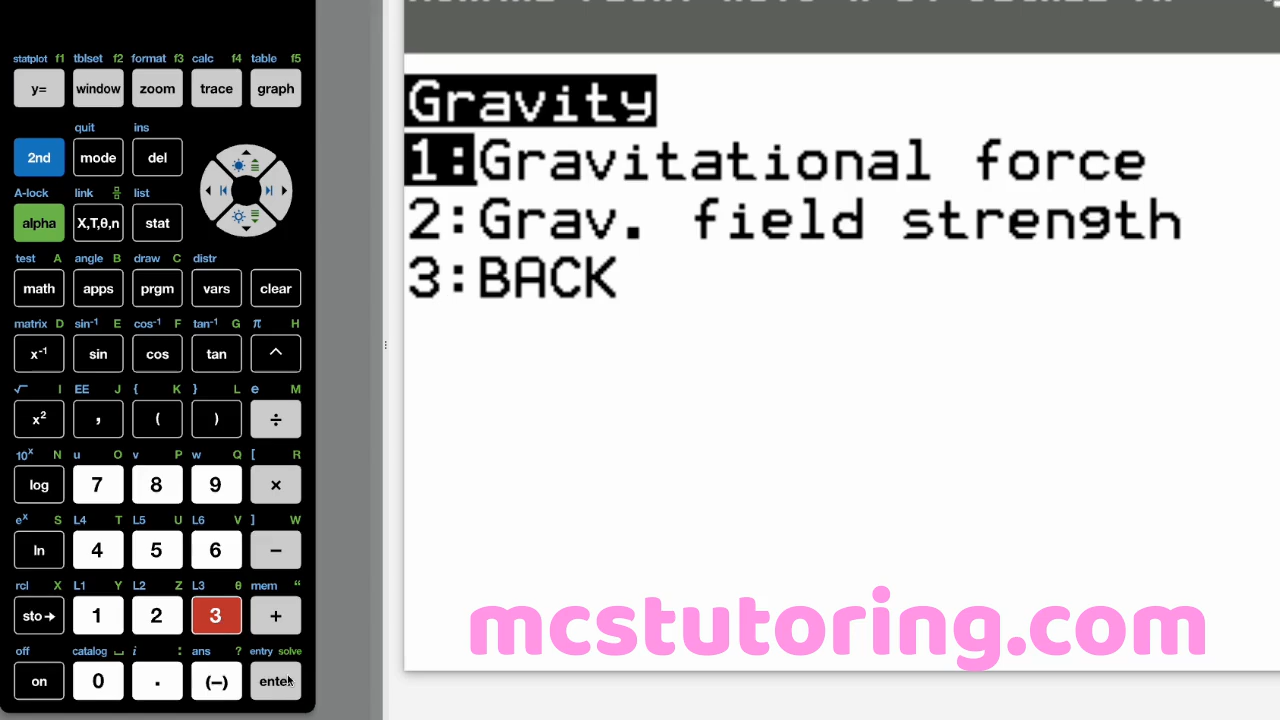 statplot f1 tblset f2 format f3 calc f4 table f5
y= window zoom trace graph
quit ins
2nd mode del
A-lock link list
alpha X,T,θ,n stat
test A angle B draw C distr
math apps prgm vars clear
matrix D sin⁻¹ E cos⁻¹ F tan⁻¹ G π H
x⁻¹ sin cos tan ^
√ I EE J { K } L e M
x² , ( ) ÷
10ˣ N u O v P w Q [ R
log 7 8 9 ×
eˣ S L4 T L5 U L6 V ] W
ln 4 5 6 −
rcl X L1 Y L2 Z L3 θ mem “
sto→ 1 2 3 +
off catalog ⎵ i : ans ? entry solve
on 0 . (−) enter
Gravity
1:Gravitational force
2:Grav. field strength
3:BACK
mcstutoring.com